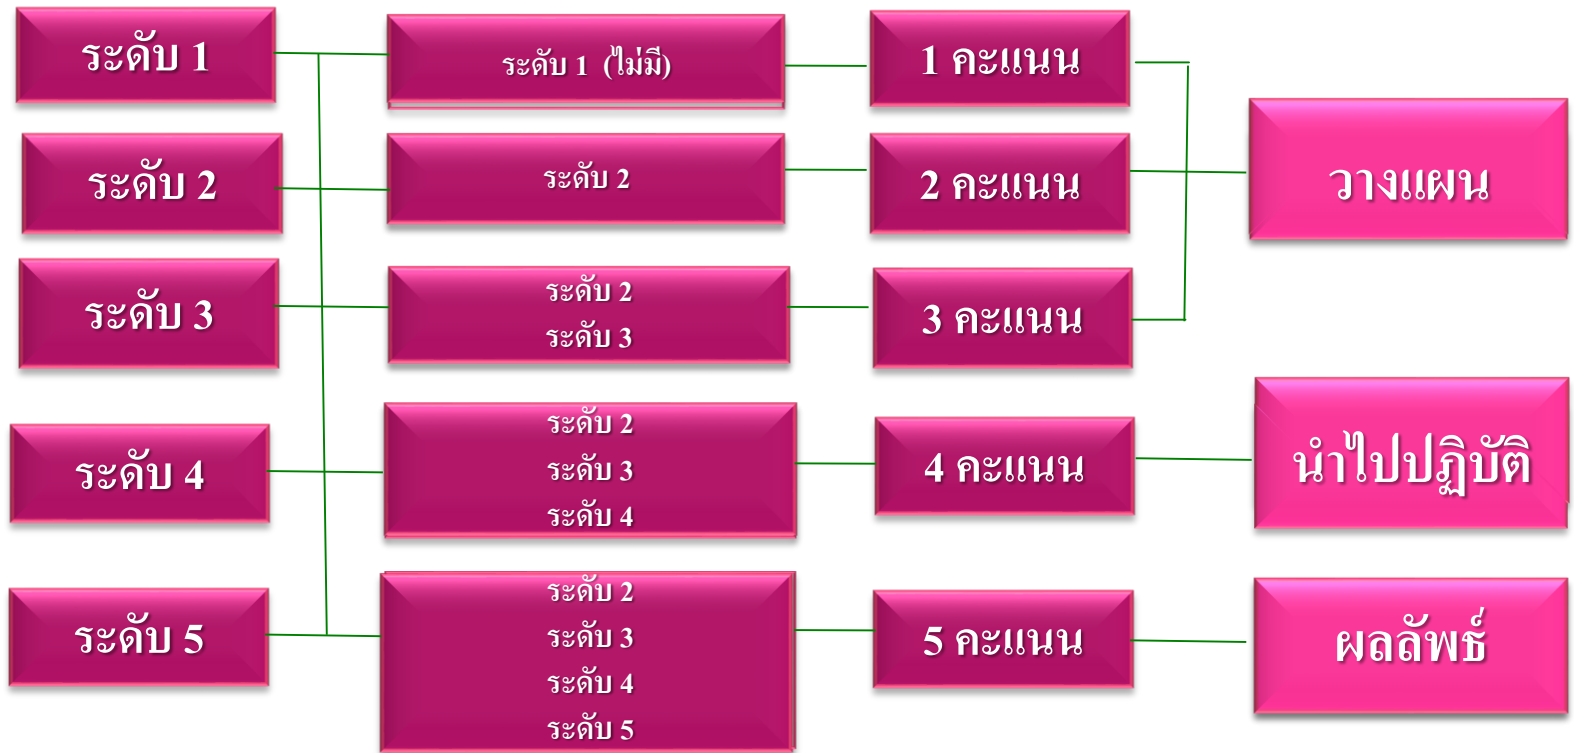 ระดับ 1
ระดับ 1 (ไม่มี)
1 คะแนน
ระดับ 2
ระดับ 2
2 คะแนน
วางแผน
ระดับ 3
ระดับ 2
ระดับ 3
3 คะแนน
ระดับ 4
ระดับ 2
ระดับ 3
ระดับ 4
4 คะแนน
นำไปปฏิบัติ
ระดับ 5
ระดับ 2
ระดับ 3
ระดับ 4
ระดับ 5
5 คะแนน
ผลลัพธ์